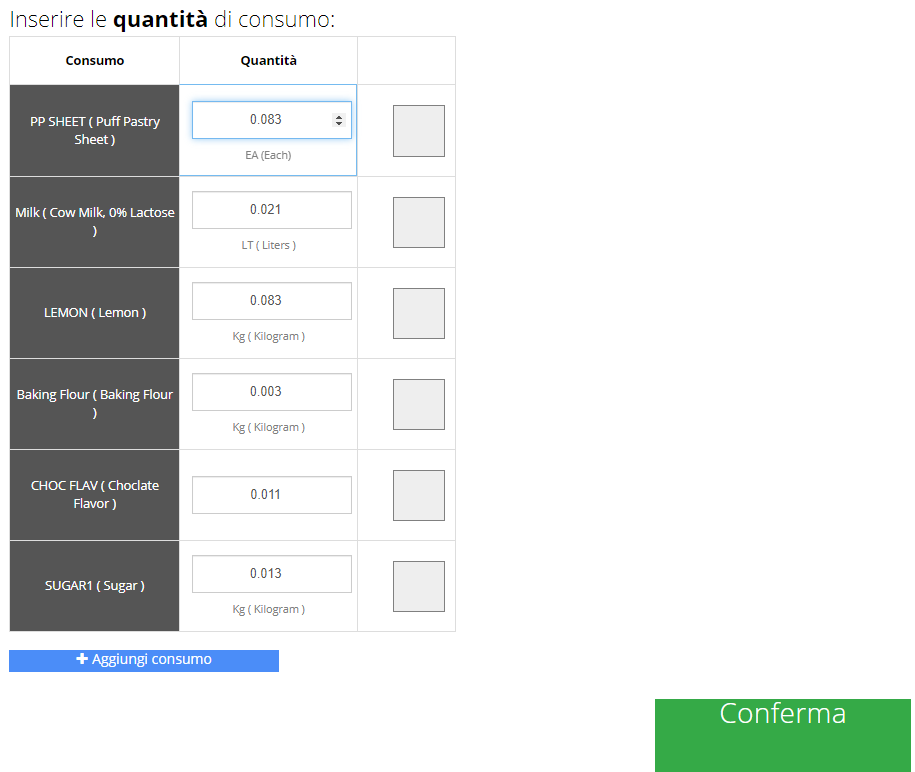 Inserire le quantità di consumo:
Consumo Quantità
PP SHEET ( Puff Pastry
Sheet )
0.083
EA (Each)
Milk ( Cow Milk, 0% Lactose
)
0.021
LT ( Liters )
LEMON ( Lemon )
0.083
Kg ( Kilogram )
Baking Flour ( Baking Flour
)
0.003
Kg ( Kilogram )
CHOC FLAV ( Choclate
Flavor )
0.011
SUGAR1 ( Sugar )
0.013
Kg ( Kilogram )
+ Aggiungi consumo
Conferma